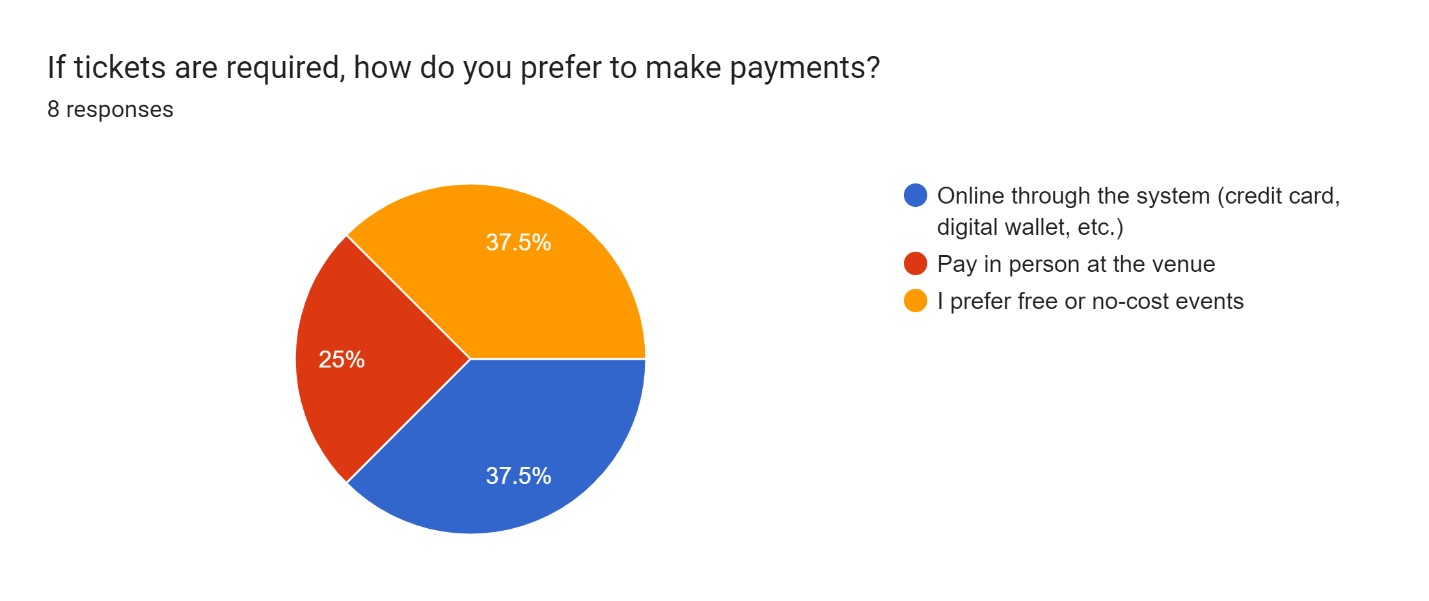 If tickets are required, how do you prefer to make payments?
8 responses
37.5%
25%
37.5%
Online through the system (credit card,
digital wallet, etc.)
Pay in person at the venue
I prefer free or no-cost events